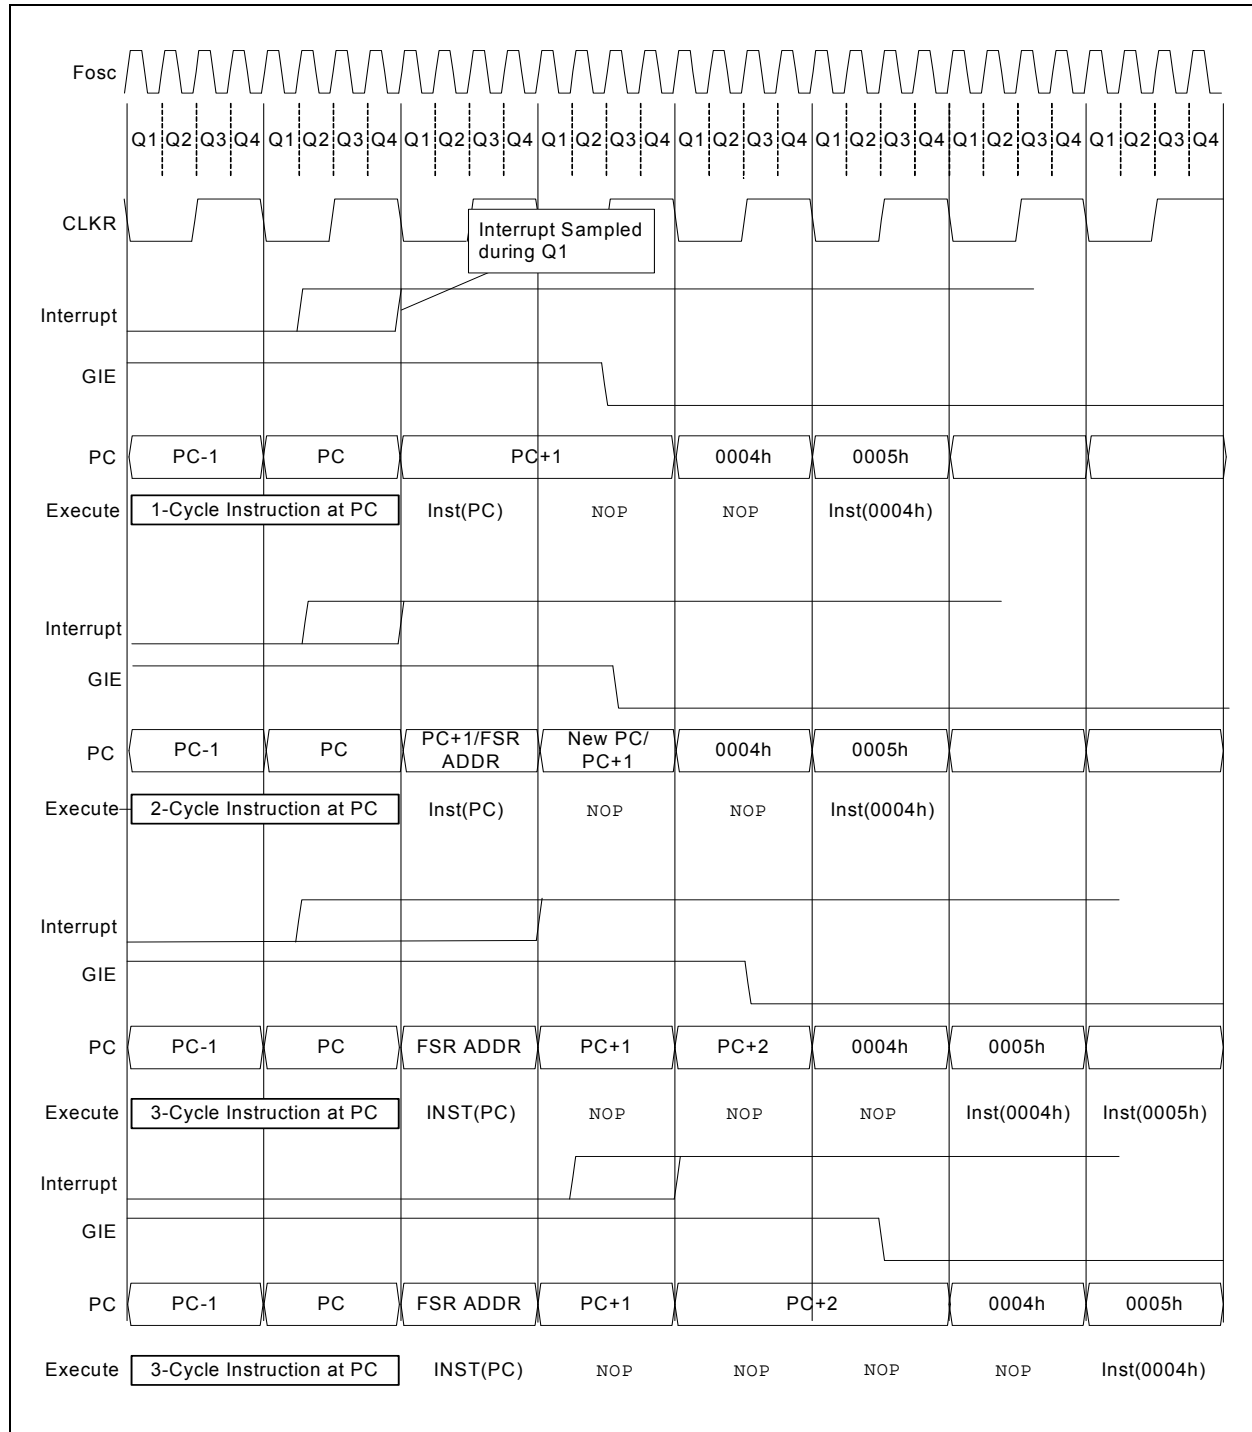 Fosc
Q1 Q2 Q3 Q4 Q1 Q2 Q3 Q4 Q1 Q2 Q3 Q4 Q1 Q2 Q3 Q4 Q1 Q2 Q3 Q4 Q1 Q2 Q3 Q4 Q1 Q2 Q3 Q4 Q1 Q2 Q3 Q4
CLKR
Interrupt Sampled
during Q1
Interrupt
GIE
PC PC-1 PC PC+1 0004h 0005h
Execute 1-Cycle Instruction at PC Inst(PC) NOP NOP Inst(0004h)
Interrupt
GIE
PC PC-1 PC PC+1/FSR ADDR New PC/ PC+1 0004h 0005h
Execute 2-Cycle Instruction at PC Inst(PC) NOP NOP Inst(0004h)
Interrupt
GIE
PC PC-1 PC FSR ADDR PC+1 PC+2 0004h 0005h
Execute 3-Cycle Instruction at PC INST(PC) NOP NOP NOP Inst(0004h) Inst(0005h)
Interrupt
GIE
PC PC-1 PC FSR ADDR PC+1 PC+2 0004h 0005h
Execute 3-Cycle Instruction at PC INST(PC) NOP NOP NOP NOP Inst(0004h)